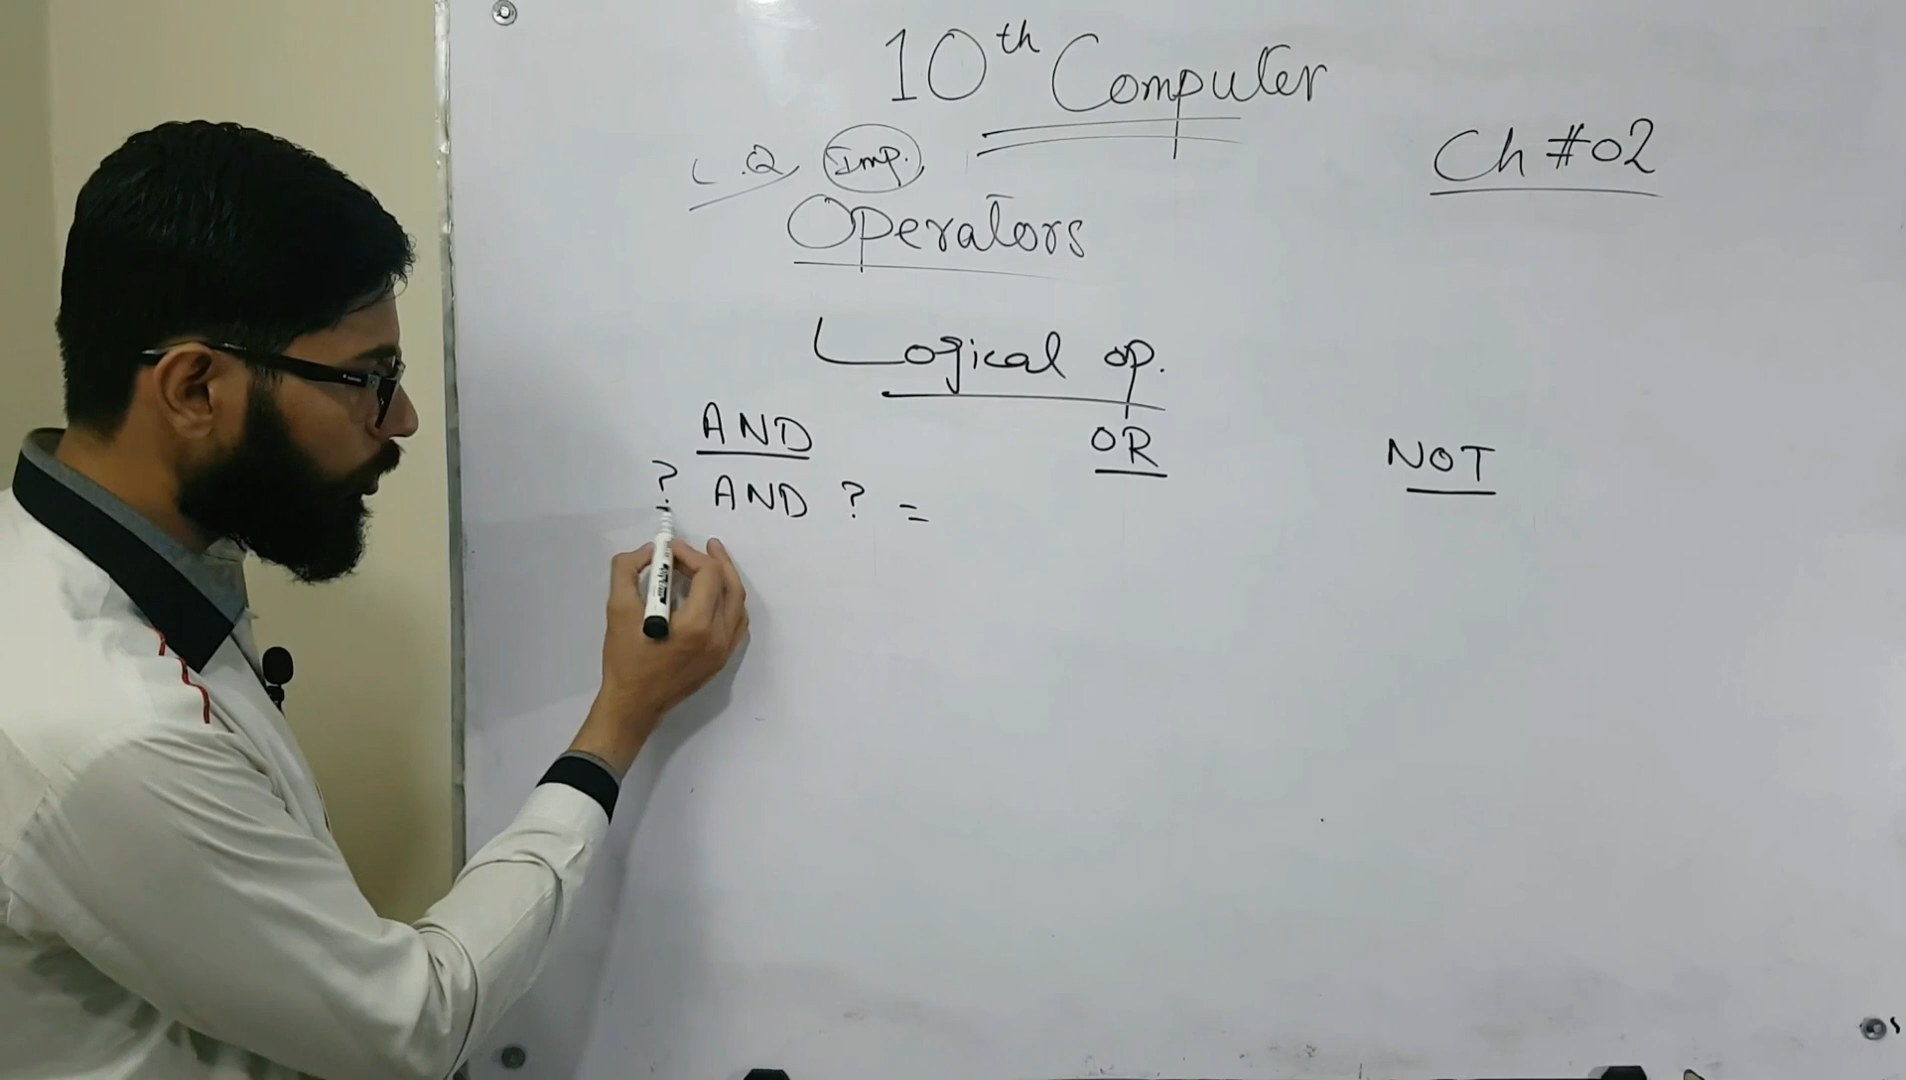 10th Computer
Ch #02
L.Q Imp.
Operators
Logical op.
AND OR NOT
? AND ? =